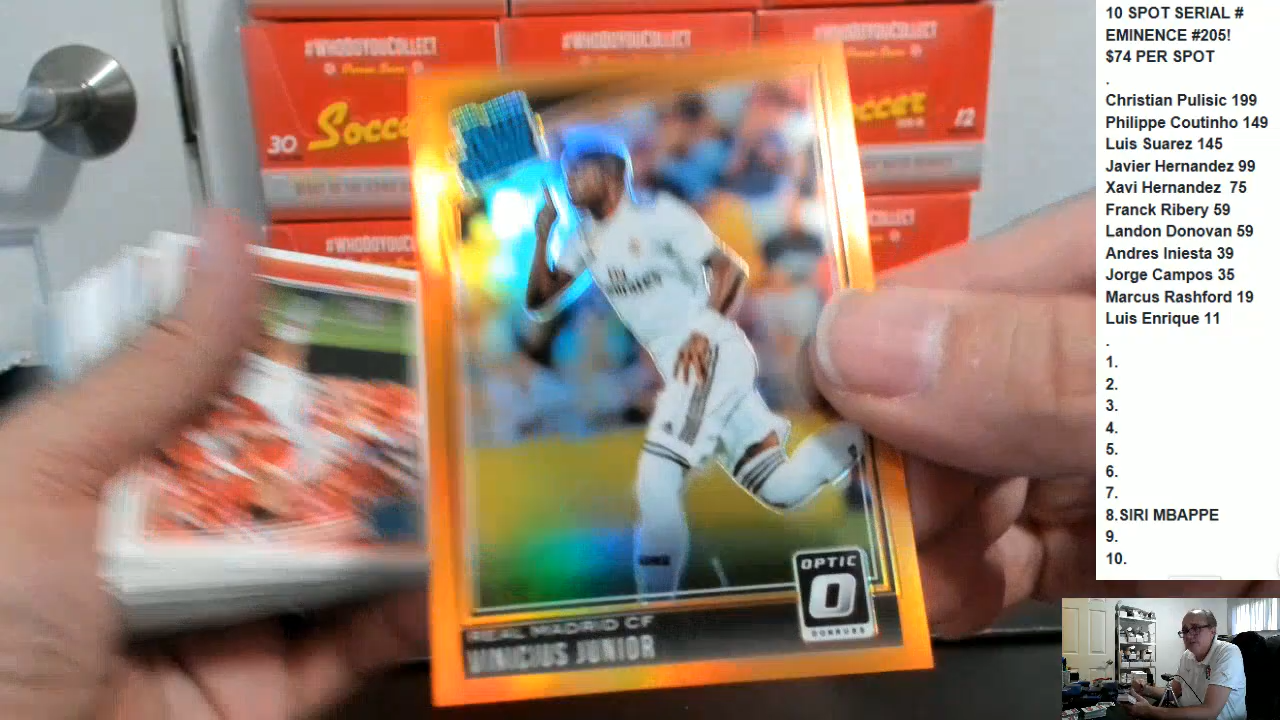 #WHODOYOUCOLLECT
#WHODOYOUCOLLECT
#WHODOYOUCOLLECT
30
Soccer
12
OPTIC
DONRUSS
REAL MADRID CF
VINICIUS JUNIOR
10 SPOT SERIAL #
EMINENCE #205!
$74 PER SPOT
.
Christian Pulisic 199
Philippe Coutinho 149
Luis Suarez 145
Javier Hernandez 99
Xavi Hernandez 75
Franck Ribery 59
Landon Donovan 59
Andres Iniesta 39
Jorge Campos 35
Marcus Rashford 19
Luis Enrique 11
.
1.
2.
3.
4.
5.
6.
7.
8.SIRI MBAPPE
9.
10.